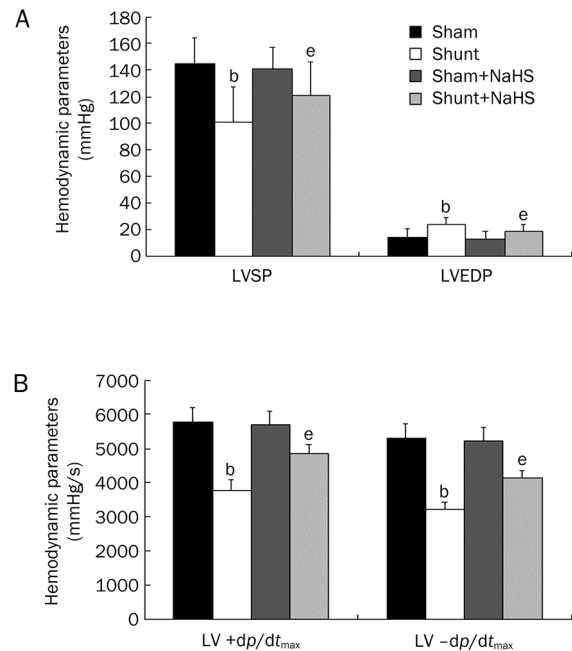 A
Hemodynamic parameters
(mmHg)
180
160
140
120
100
80
60
40
20
0
b
e
b
e
LVSP
LVEDP
Sham
Shunt
Sham+NaHS
Shunt+NaHS
B
Hemodynamic parameters
(mmHg/s)
7000
6000
5000
4000
3000
2000
1000
0
b
e
b
e
LV +dp/dtmax
LV –dp/dtmax